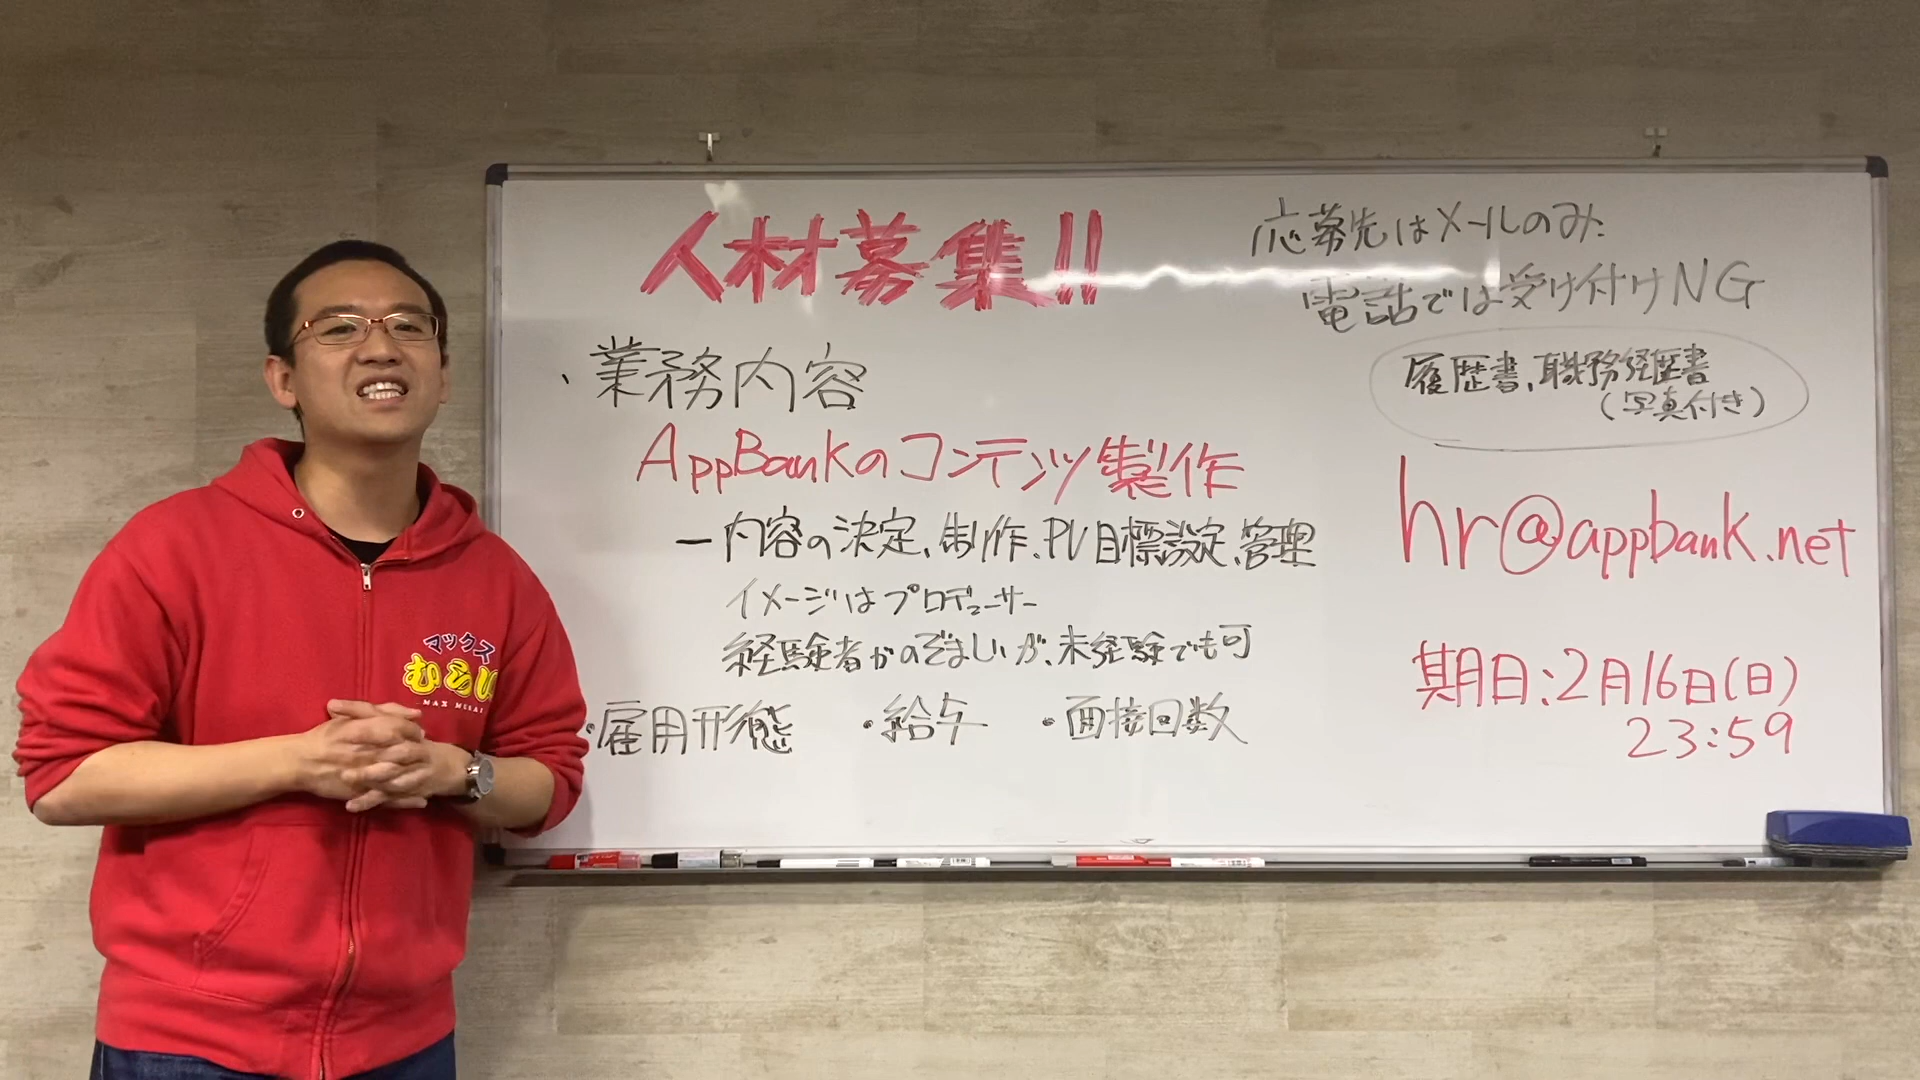 人材募集!!
・業務内容
AppBankのコンテンツ製作
ー内容の決定、制作、PV目標設定、管理
イメージはプロデューサー
経験者がのぞましいが、未経験でも可
・雇用形態 ・給与 ・面接回数
応募先はメールのみ
電話では受け付けNG
履歴書、職務経歴書
(写真付き)
hr@appbank.net
期日:2月16日(日)
23:59
マックス
むらい
MAX MURAI